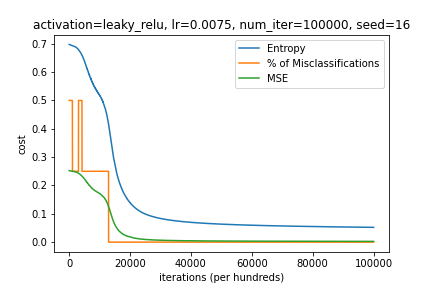 activation=leaky_relu, lr=0.0075, num_iter=100000, seed=16
Entropy
% of Misclassifications
MSE
cost
0.7
0.6
0.5
0.4
0.3
0.2
0.1
0.0
0
20000
40000
60000
80000
100000
iterations (per hundreds)